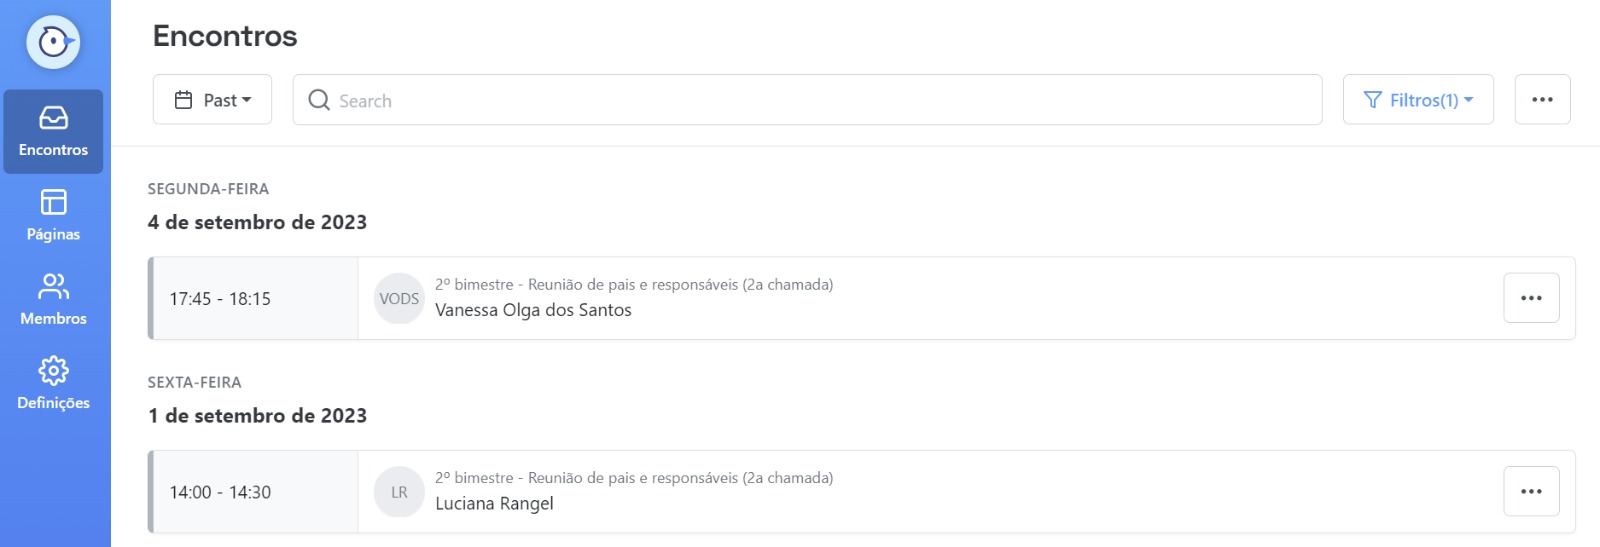 Encontros
Past
Search
Filtros(1)
Encontros
Páginas
Membros
Definições
SEGUNDA-FEIRA
4 de setembro de 2023
17:45 - 18:15
VODS
2º bimestre - Reunião de pais e responsáveis (2a chamada)
Vanessa Olga dos Santos
SEXTA-FEIRA
1 de setembro de 2023
14:00 - 14:30
LR
2º bimestre - Reunião de pais e responsáveis (2a chamada)
Luciana Rangel